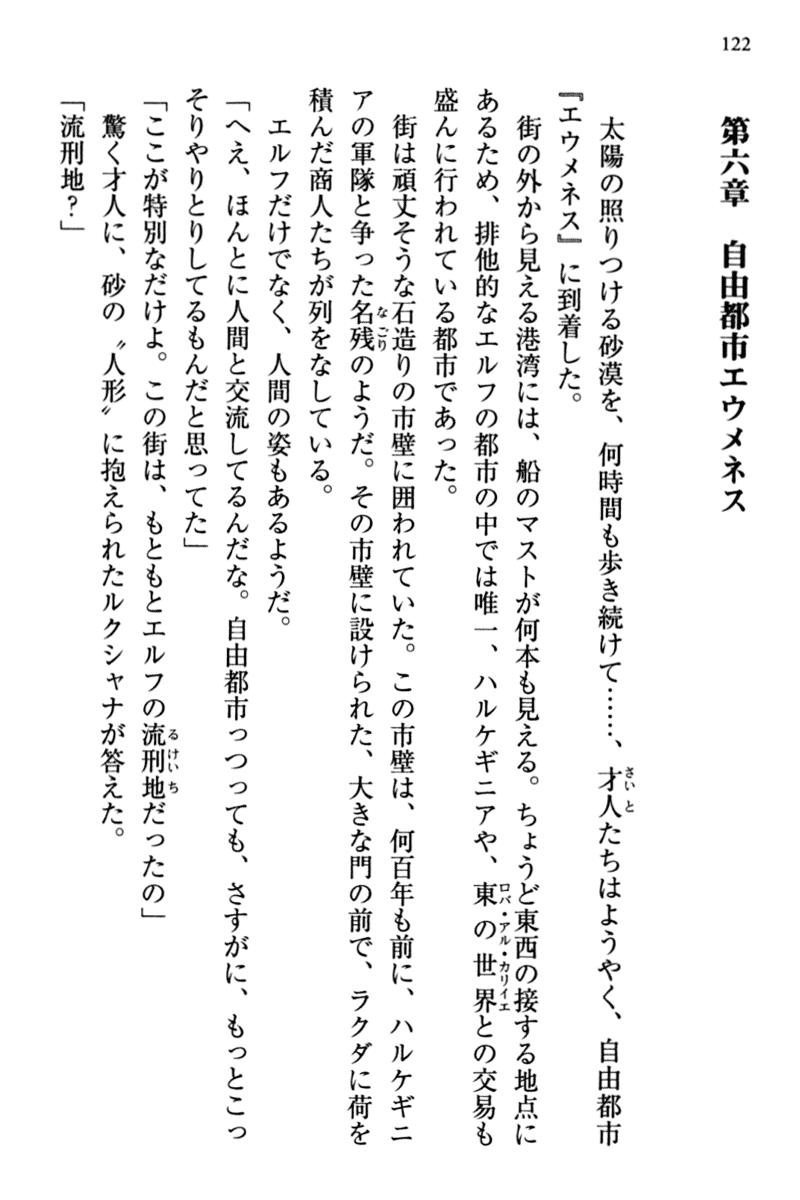 122
第六章　自由都市エウメネス
　太陽の照りつける砂漠を、何時間も歩き続けて……、才人たちはようやく、自由都市
『エウメネス』に到着した。
　街の外から見える港湾には、船のマストが何本も見える。ちょうど東西の接する地点に
あるため、排他的なエルフの都市の中では唯一、ハルケギニアや、東の世界との交易も
盛んに行われている都市であった。
　街は頑丈そうな石造りの市壁に囲われていた。この市壁は、何百年も前に、ハルケギニ
アの軍隊と争った名残のようだ。その市壁に設けられた、大きな門の前で、ラクダに荷を
積んだ商人たちが列をなしている。
　エルフだけでなく、人間の姿もあるようだ。
「へえ、ほんとに人間と交流してるんだな。自由都市っつっても、さすがに、もっとこっ
そりやりとりしてるもんだと思ってた」
「ここが特別なだけよ。この街は、もともとエルフの流刑地だったの」
　驚く才人に、砂の〝人形〟に抱えられたルクシャナが答えた。
「流刑地？」